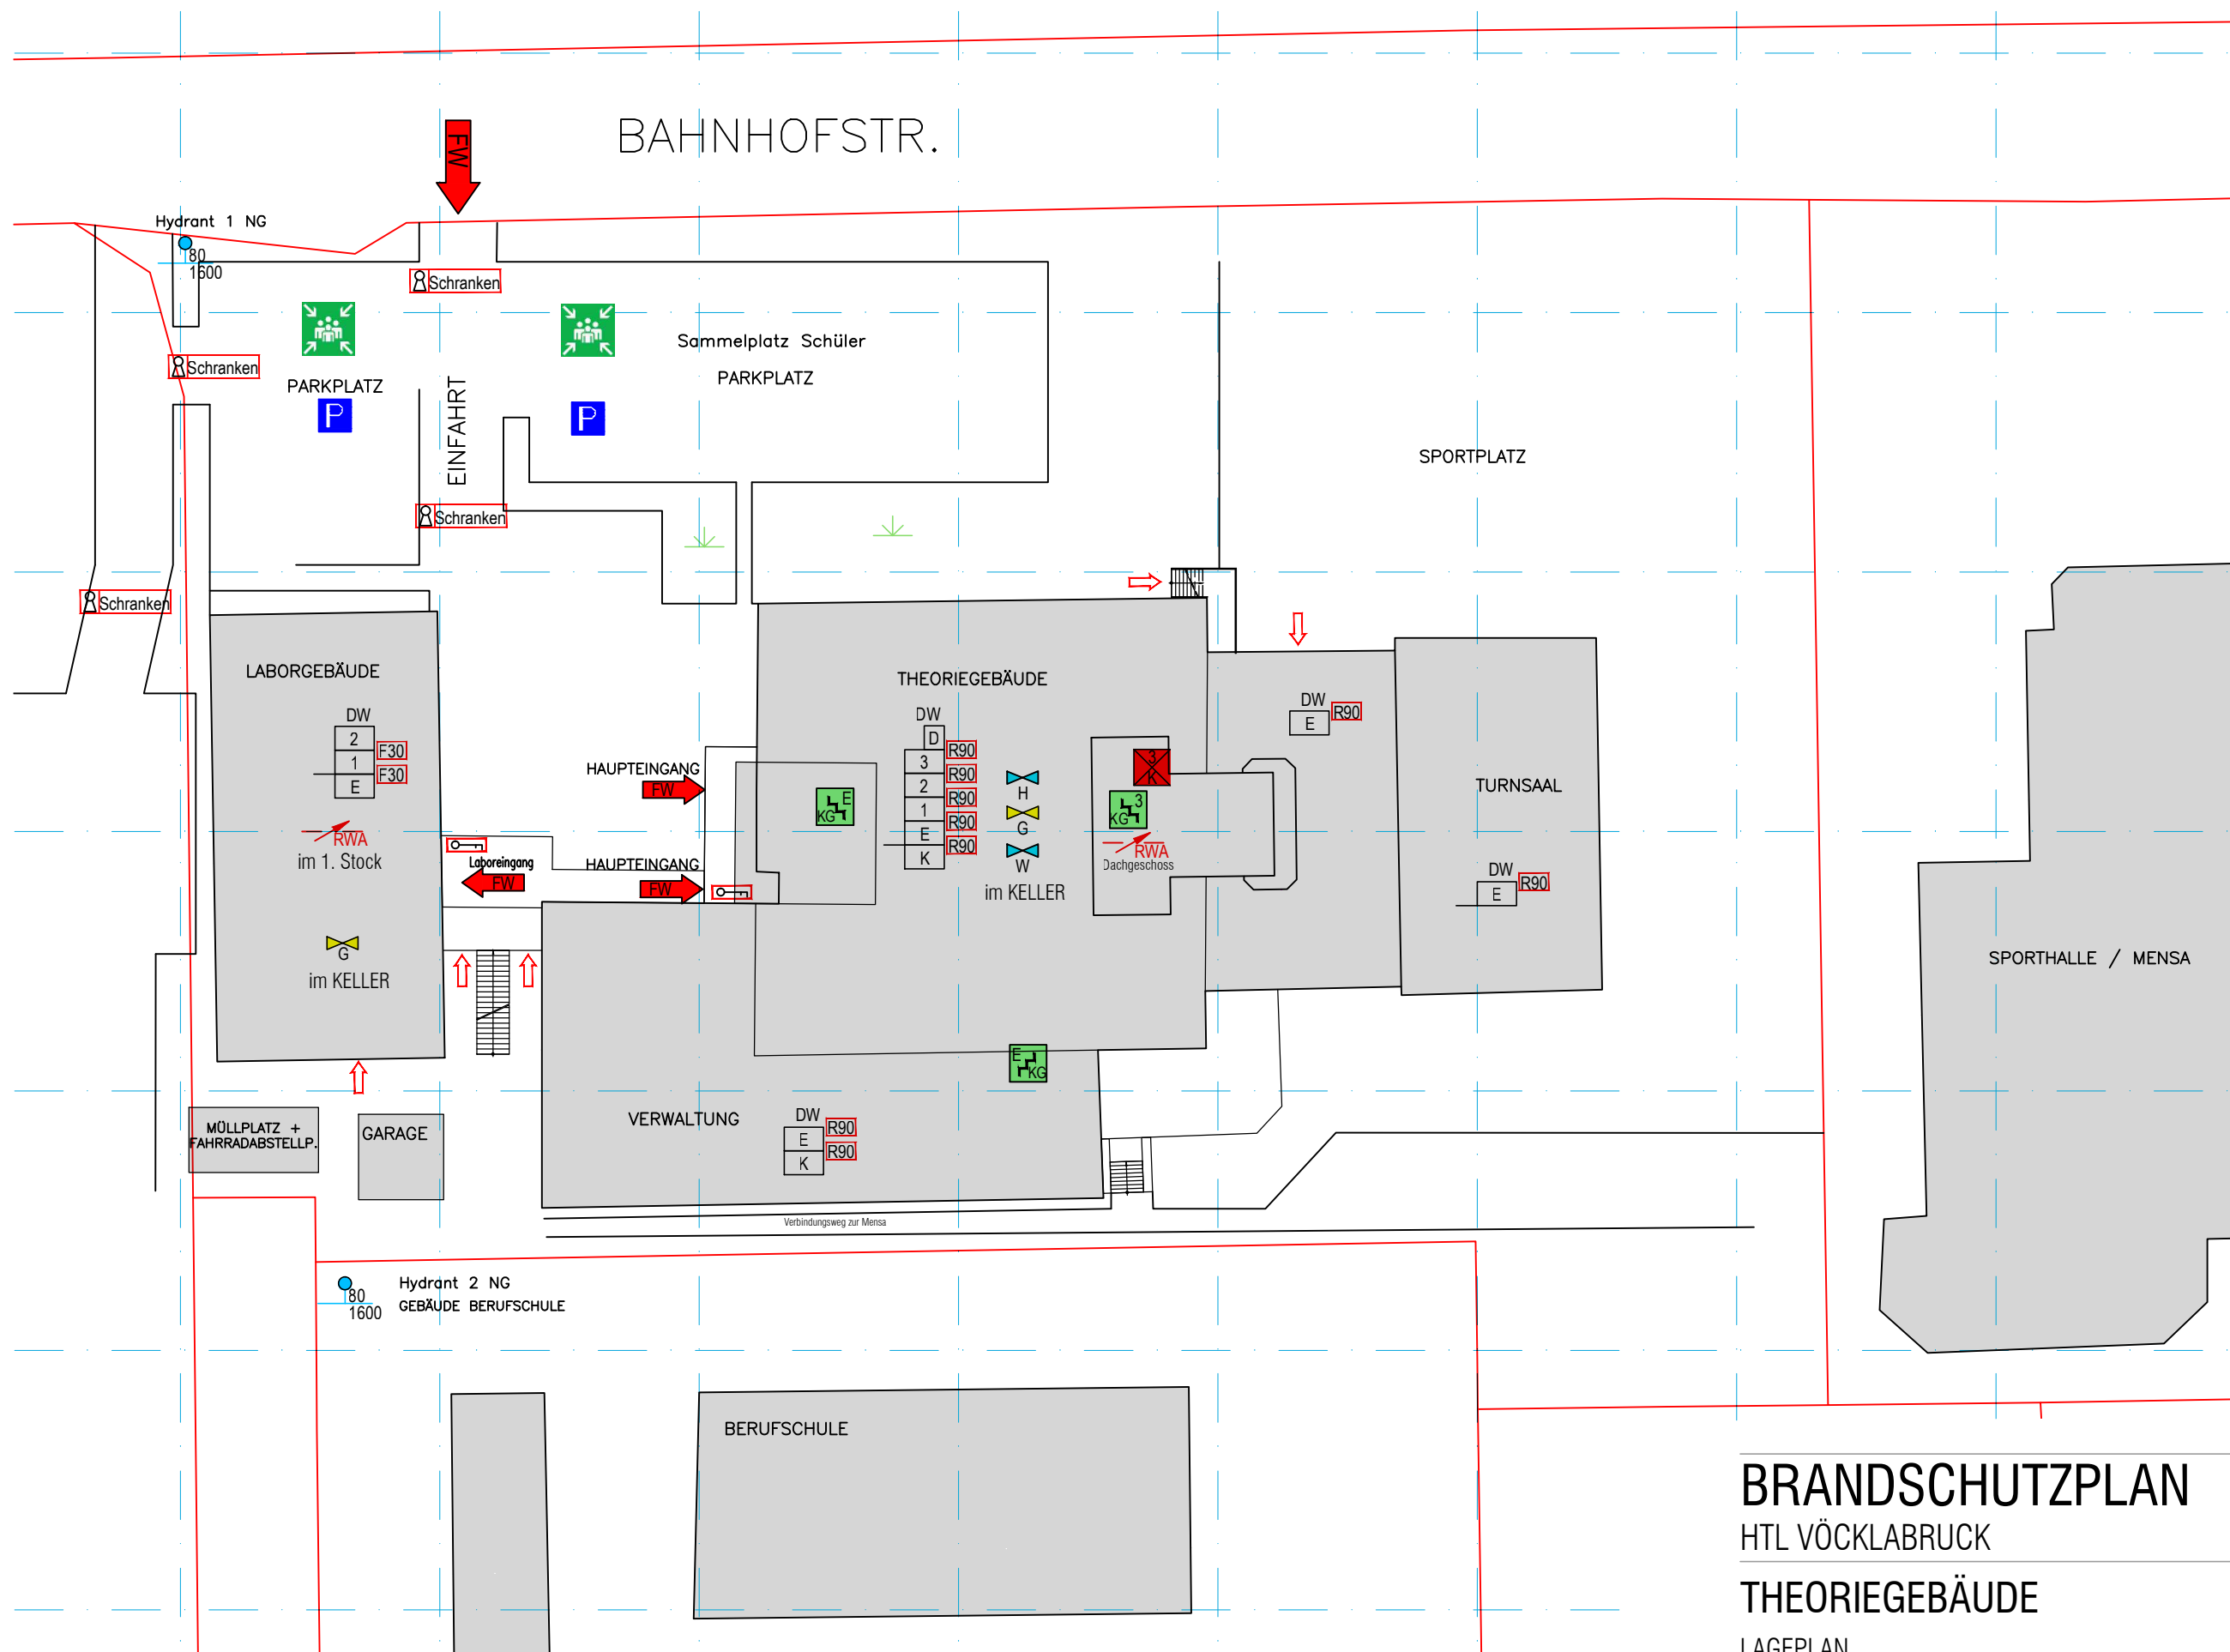 BAHNHOFSTR.
FW
Hydrant 1 NG
80
1600
Schranken
Schranken
Sammelplatz Schüler
PARKPLATZ
PARKPLATZ
P
P
EINFAHRT
SPORTPLATZ
Schranken
Schranken
LABORGEBÄUDE
DW
2
F30
1
F30
E
RWA
im 1. Stock
G
im KELLER
HAUPTEINGANG
FW
Laboreingang
FW
HAUPTEINGANG
FW
THEORIEGEBÄUDE
DW
D
R90
3
R90
2
R90
1
R90
E
R90
K
E
KG
H
G
W
im KELLER
3
K
3
KG
RWA
Dachgeschoss
DW
E
R90
TURNSAAL
DW
E
R90
SPORTHALLE / MENSA
E
KG
VERWALTUNG
DW
E
R90
K
R90
MÜLLPLATZ +
FAHRRADABSTELLP.
GARAGE
Verbindungsweg zur Mensa
Hydrant 2 NG
80
1600
GEBÄUDE BERUFSCHULE
BERUFSCHULE
BRANDSCHUTZPLAN
HTL VÖCKLABRUCK
THEORIEGEBÄUDE
LAGEPLAN